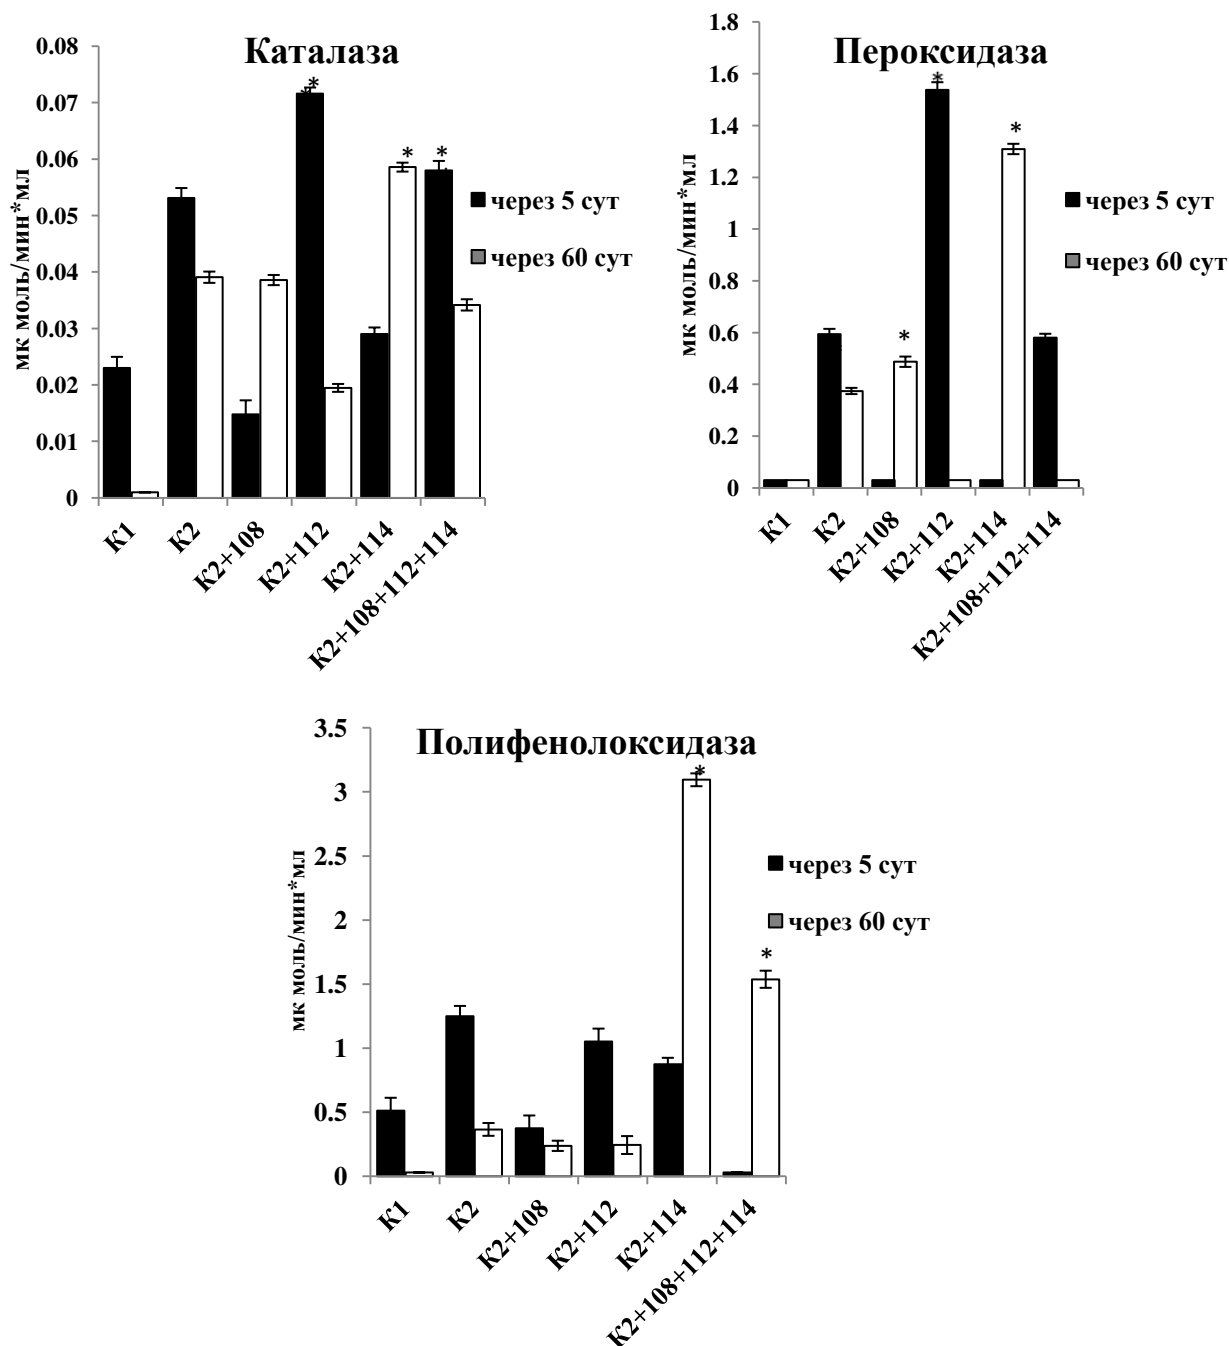 Каталаза
0.08
0.07
0.06
0.05
0.04
0.03
0.02
0.01
0
мк моль/мин*мл
* *
*
*
через 5 сут
через 60 сут
К1
К2
К2+108
К2+112
К2+114
К2+108+112+114
Пероксидаза
1.8
1.6
1.4
1.2
1
0.8
0.6
0.4
0.2
0
мк моль/мин*мл
*
*
*
через 5 сут
через 60 сут
К1
К2
К2+108
К2+112
К2+114
К2+108+112+114
Полифенолоксидаза
3.5
3
2.5
2
1.5
1
0.5
0
мк моль/мин*мл
*
*
через 5 сут
через 60 сут
К1
К2
К2+108
К2+112
К2+114
К2+108+112+114